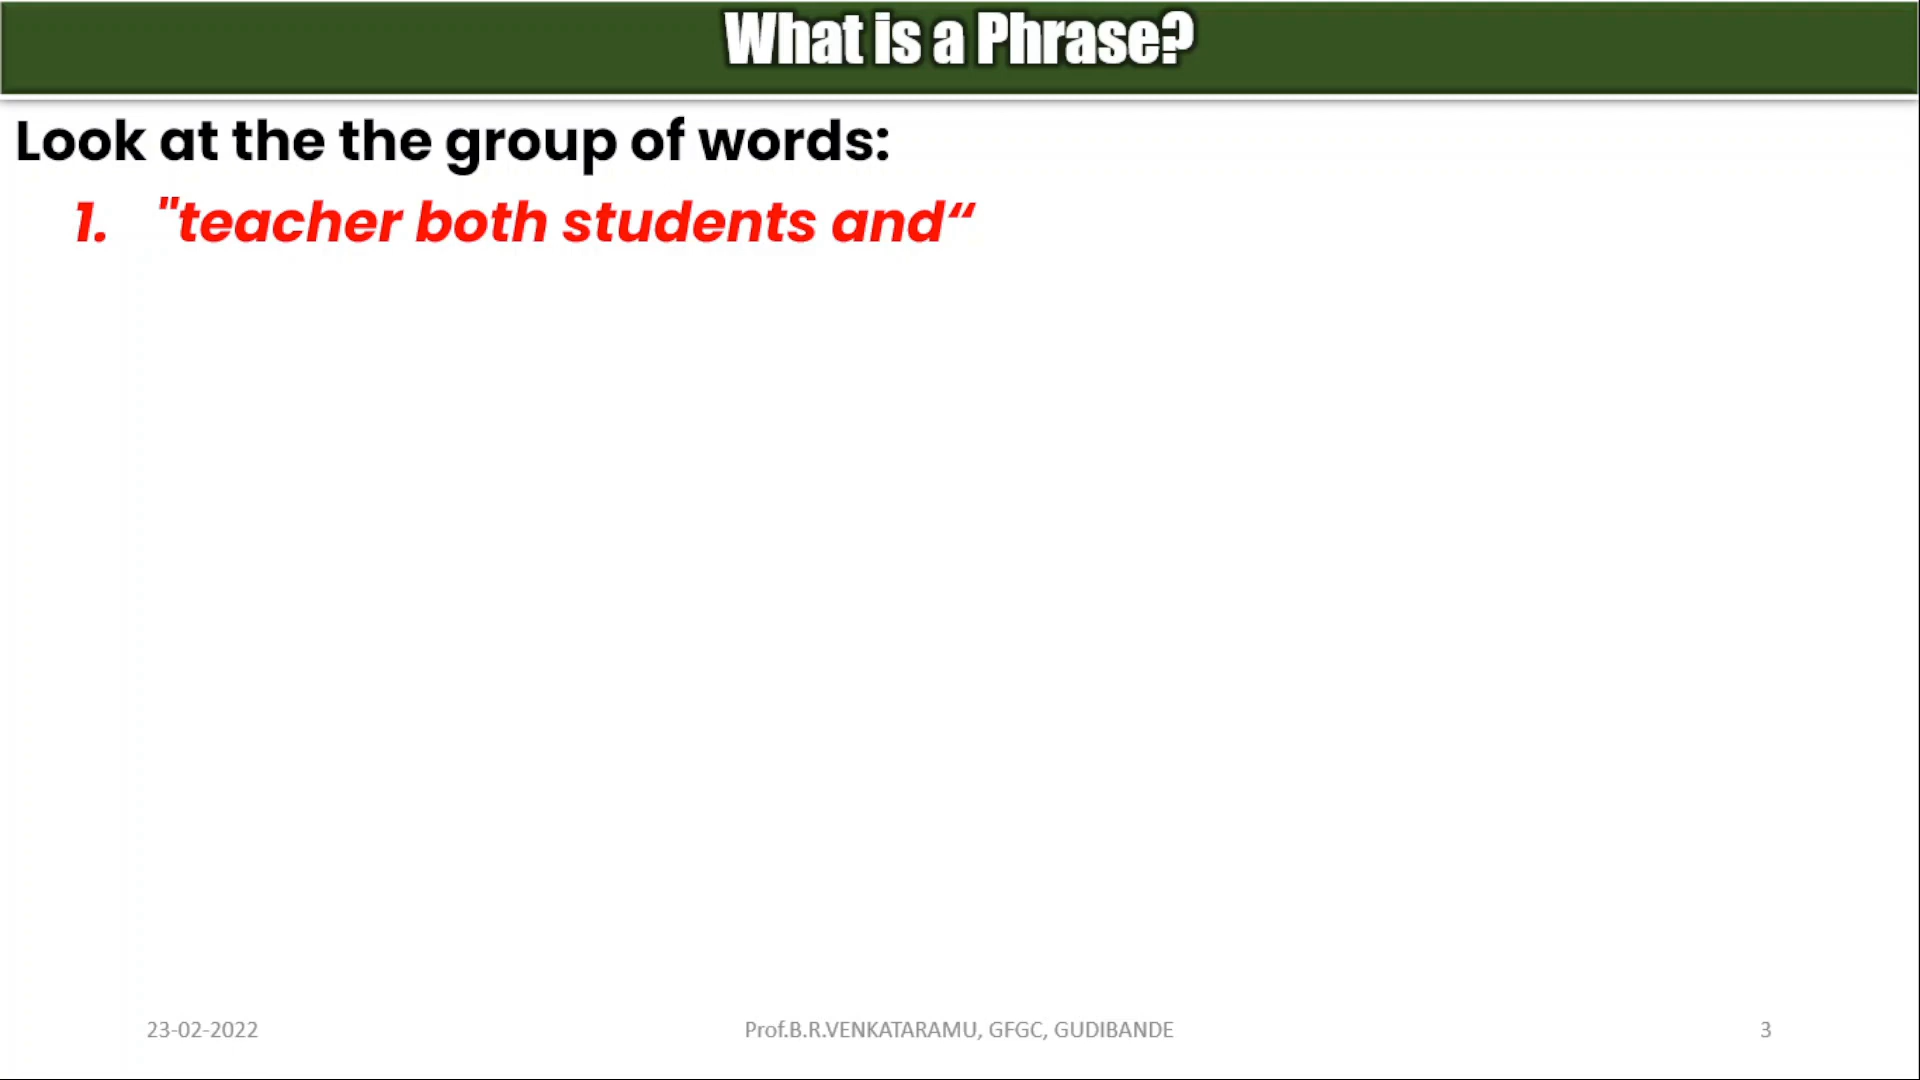 What is a Phrase?
Look at the the group of words:
1. "teacher both students and“
23-02-2022
Prof.B.R.VENKATARAMU, GFGC, GUDIBANDE
3